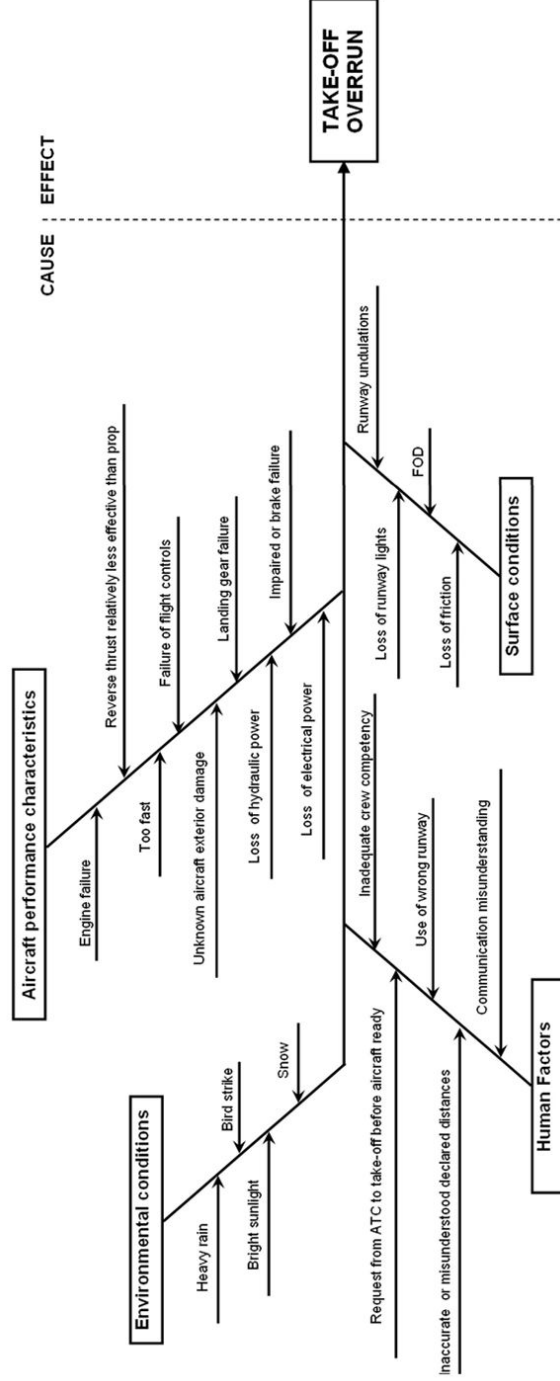 CAUSE
EFFECT
Environmental conditions
Heavy rain
Bird strike
Bright sunlight
Snow
Aircraft performance characteristics
Engine failure
Reverse thrust relatively less effective than prop
Too fast
Failure of flight controls
Unknown aircraft exterior damage
Landing gear failure
Loss of hydraulic power
Impaired or brake failure
Loss of electrical power
TAKE-OFF
OVERRUN
Inadequate crew competency
Request from ATC to take-off before aircraft ready
Use of wrong runway
Inaccurate or misunderstood declared distances
Communication misunderstanding
Human Factors
Runway undulations
Loss of runway lights
FOD
Loss of friction
Surface conditions